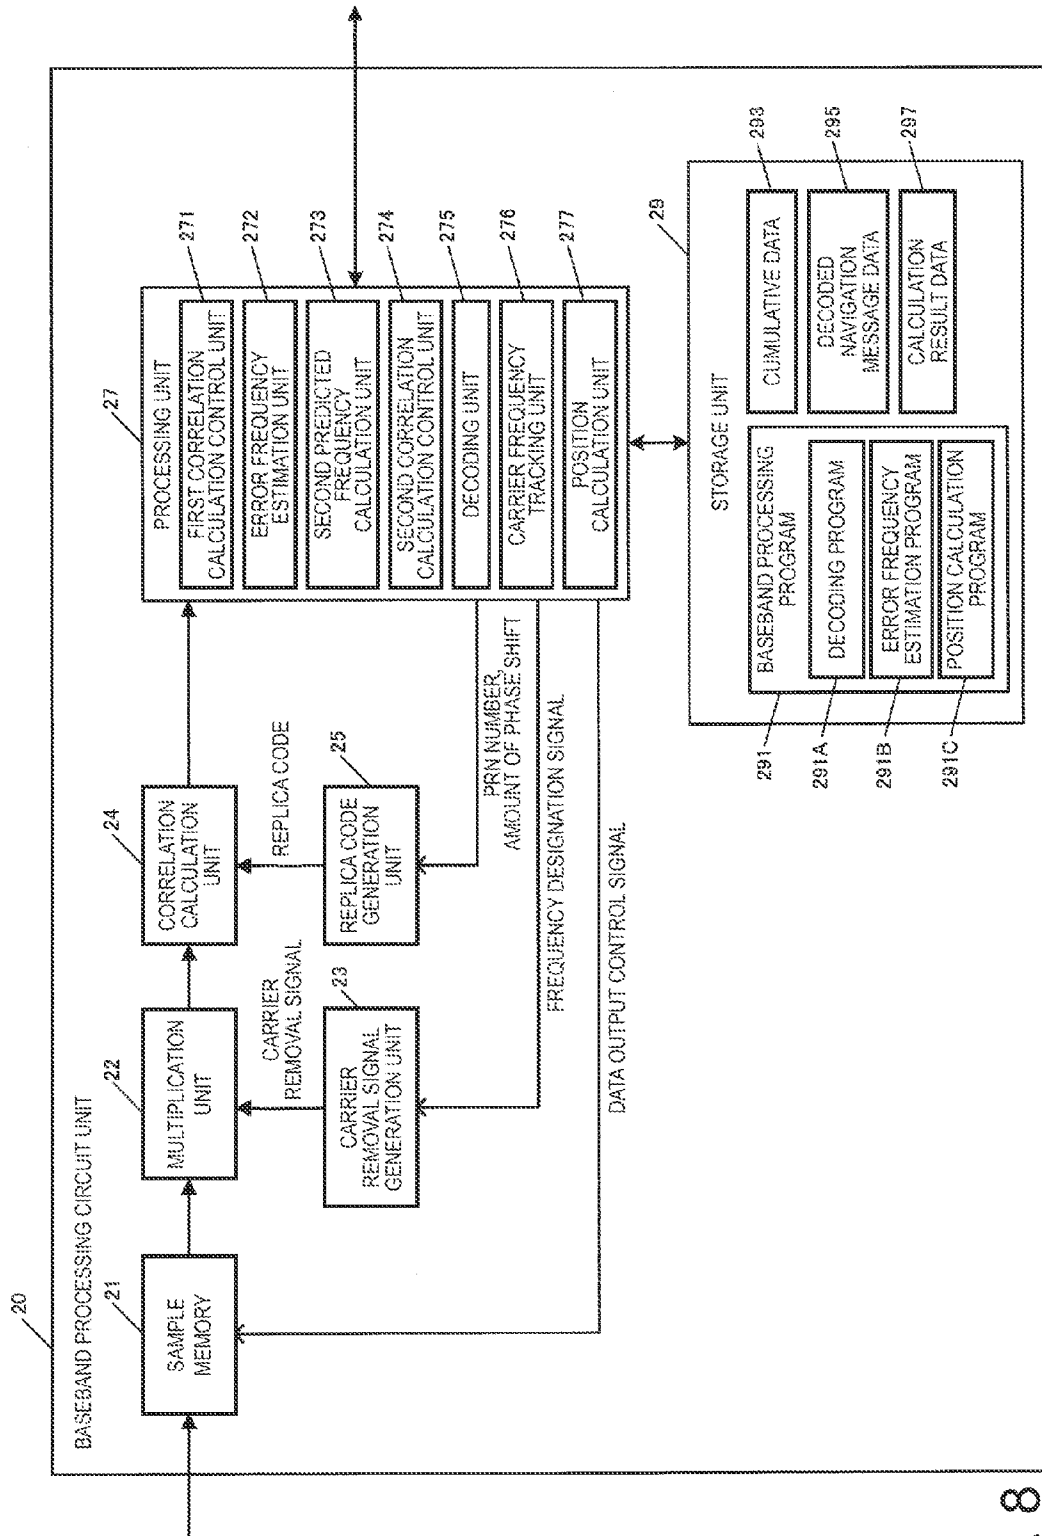 20
BASEBAND PROCESSING CIRCUIT UNIT
21
SAMPLE
MEMORY
22
MULTIPLICATION
UNIT
24
CORRELATION
CALCULATION
UNIT
CARRIER
REMOVAL SIGNAL
REPLICA CODE
23
CARRIER
REMOVAL SIGNAL
GENERATION UNIT
25
REPLICA CODE
GENERATION
UNIT
PRN NUMBER,
AMOUNT OF PHASE SHIFT
FREQUENCY DESIGNATION SIGNAL
DATA OUTPUT CONTROL SIGNAL
27
PROCESSING UNIT
FIRST CORRELATION
CALCULATION CONTROL UNIT
271
ERROR FREQUENCY
ESTIMATION UNIT
272
SECOND PREDICTED
FREQUENCY
CALCULATION UNIT
273
SECOND CORRELATION
CALCULATION CONTROL UNIT
274
DECODING UNIT
275
CARRIER FREQUENCY
TRACKING UNIT
276
POSITION
CALCULATION UNIT
277
29
STORAGE UNIT
291
BASEBAND PROCESSING
PROGRAM
291A
DECODING PROGRAM
291B
ERROR FREQUENCY
ESTIMATION PROGRAM
291C
POSITION CALCULATION
PROGRAM
CUMULATIVE DATA
293
DECODED
NAVIGATION
MESSAGE DATA
295
CALCULATION
RESULT DATA
297
8